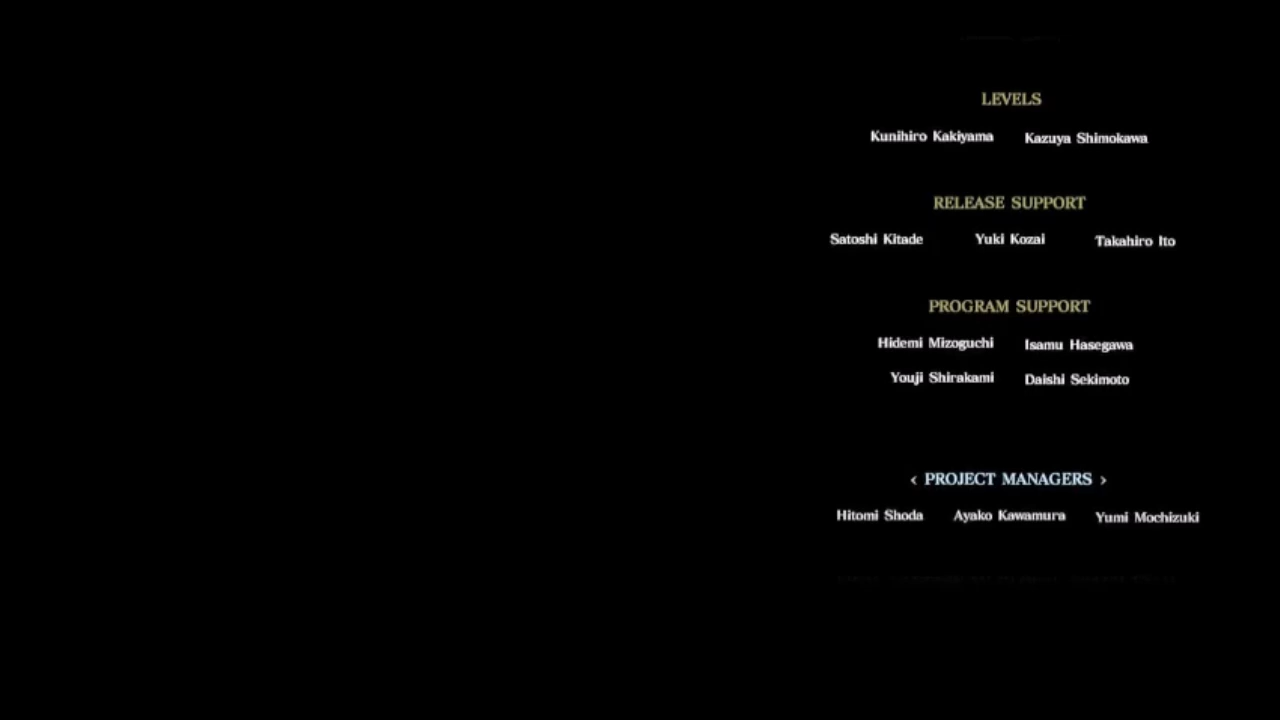 LEVELS
Kunihiro Kakiyama Kazuya Shimokawa
RELEASE SUPPORT
Satoshi Kitade Yuki Kozai Takahiro Ito
PROGRAM SUPPORT
Hidemi Mizoguchi Isamu Hasegawa
Youji Shirakami Daishi Sekimoto
‹ PROJECT MANAGERS ›
Hitomi Shoda Ayako Kawamura Yumi Mochizuki